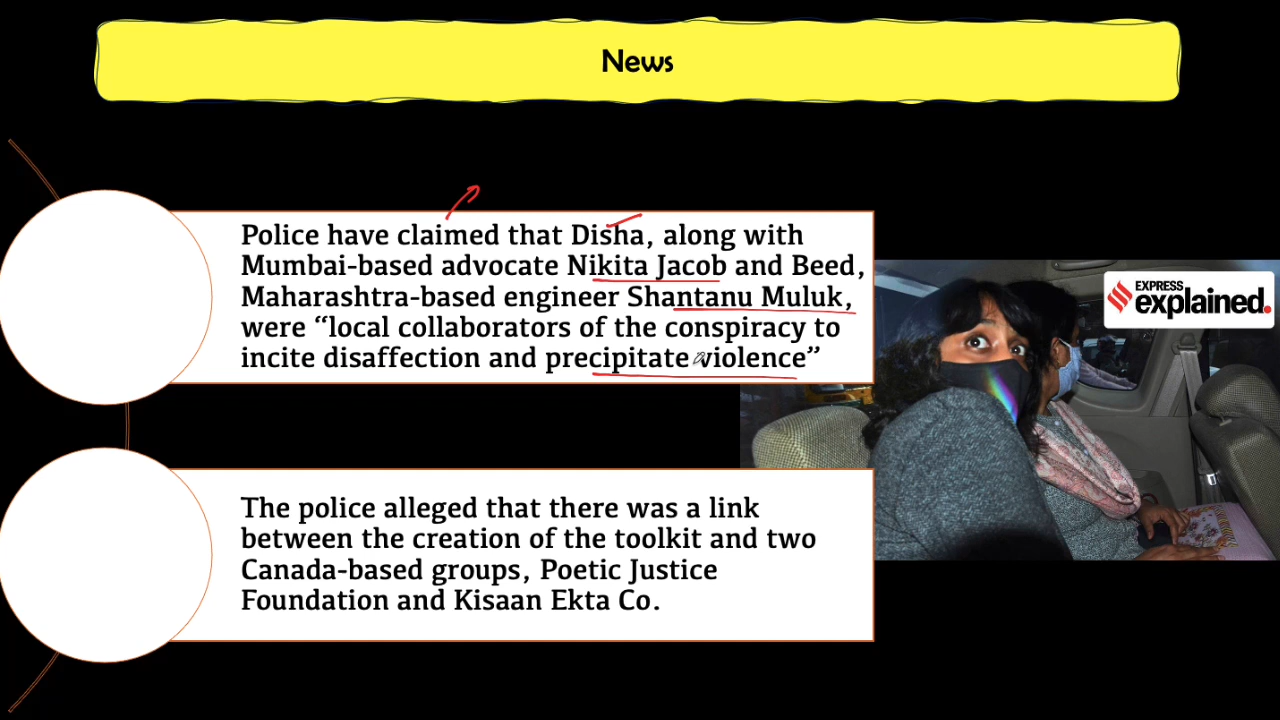 News
Police have claimed that Disha, along with
Mumbai-based advocate Nikita Jacob and Beed,
Maharashtra-based engineer Shantanu Muluk,
were “local collaborators of the conspiracy to
incite disaffection and precipitate violence”
EXPRESS
explained.
The police alleged that there was a link
between the creation of the toolkit and two
Canada-based groups, Poetic Justice
Foundation and Kisaan Ekta Co.